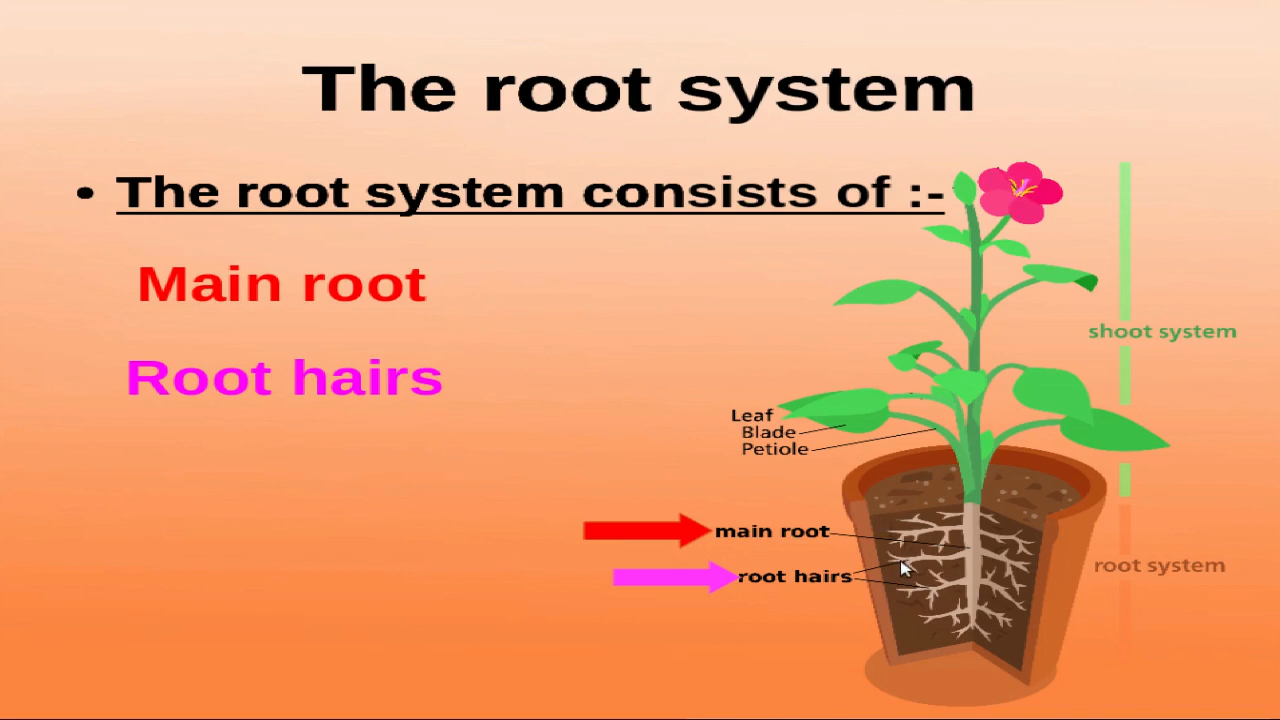 The root system
• The root system consists of :-
Main root
Root hairs
shoot system
Leaf
Blade
Petiole
main root
root hairs
root system